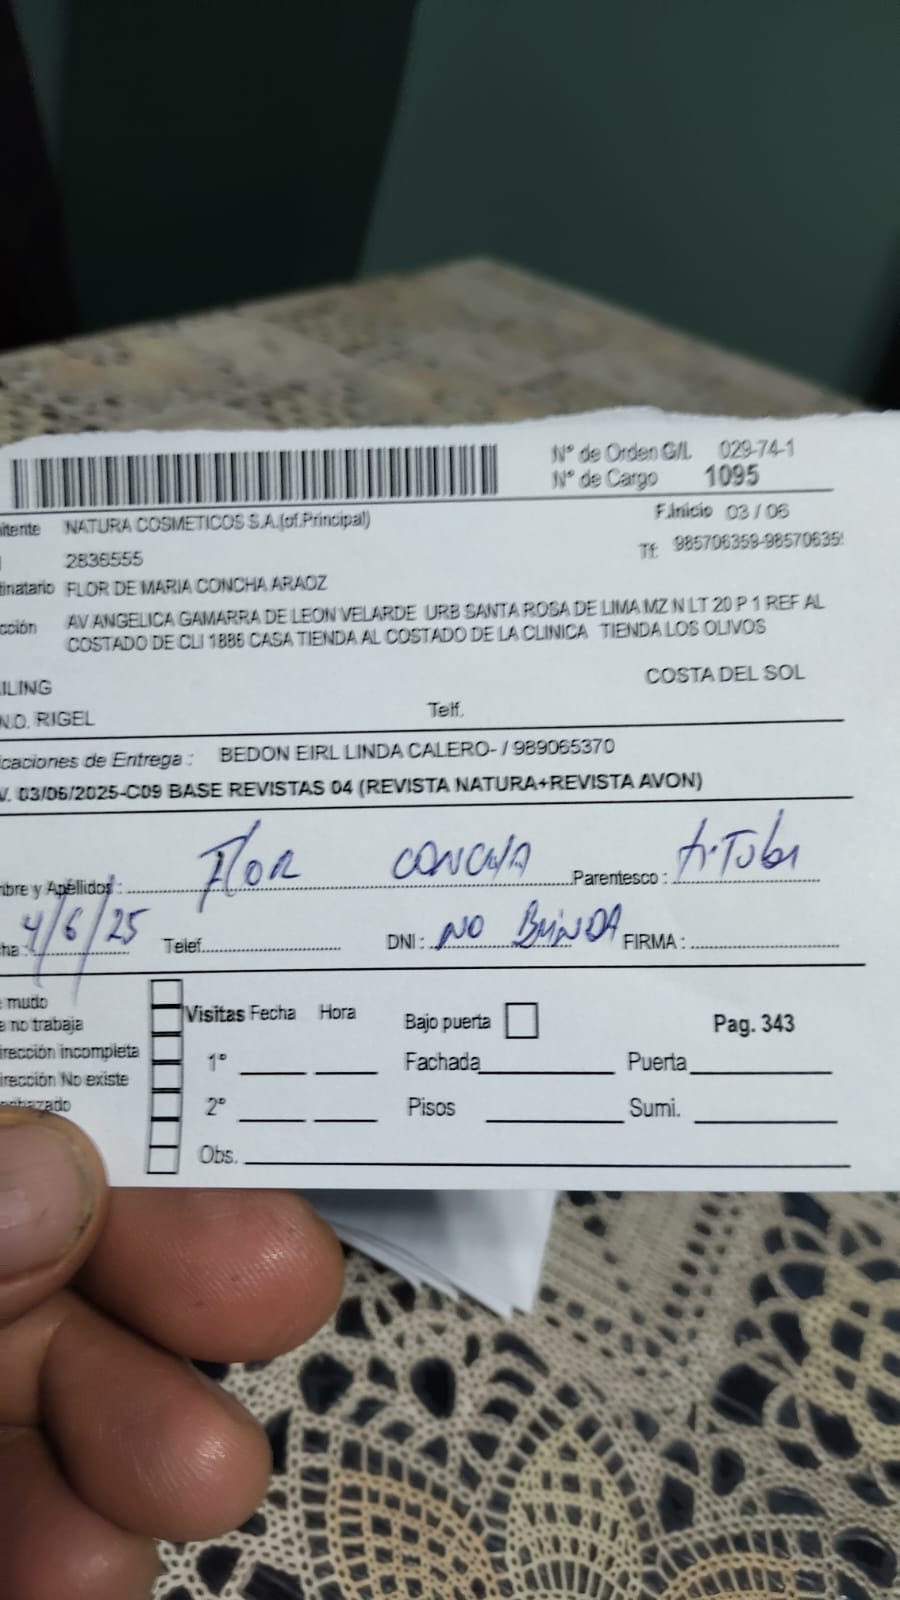 N° de Orden G/L 029-74-1
N° de Cargo 1095
itente NATURA COSMETICOS S.A.(of.Principal)
F.Inicio 03 / 06
2836555
Tf: 985706359-98570635
tinatario FLOR DE MARIA CONCHA ARAOZ
cción AV ANGELICA GAMARRA DE LEON VELARDE URB SANTA ROSA DE LIMA MZ N LT 20 P 1 REF AL
COSTADO DE CLI 1886 CASA TIENDA AL COSTADO DE LA CLINICA TIENDA LOS OLIVOS
ILING COSTA DEL SOL
N.D. RIGEL Telf.
caciones de Entrega : BEDON EIRL LINDA CALERO- / 989065370
V. 03/06/2025-C09 BASE REVISTAS 04 (REVISTA NATURA+REVISTA AVON)
bre y Apellidos : Flor CONCHA Parentesco :
ha : 4/6/25 Telef. DNI : NO BRINDA FIRMA :
mudo
no trabaja Visitas Fecha Hora Bajo puerta Pag. 343
irección incompleta 1° Fachada Puerta
irección No existe
2° Pisos Sumi.
Obs.